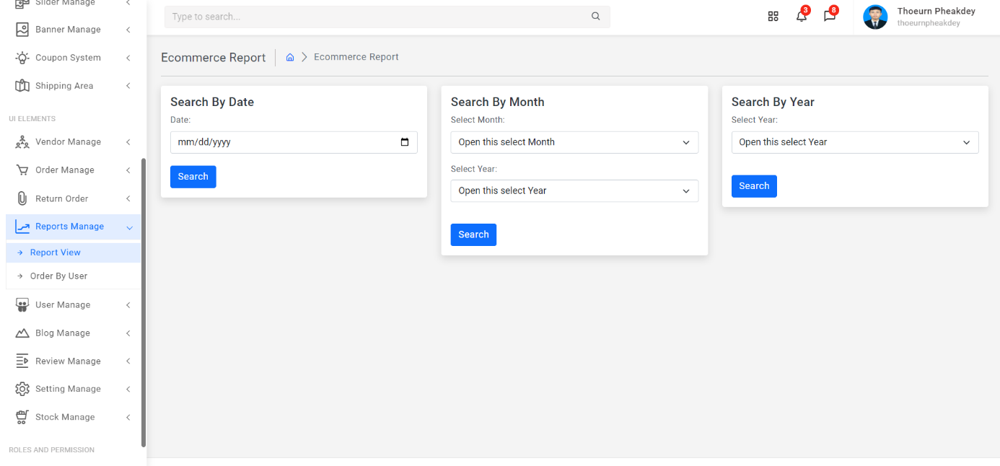 Slider Manage
Banner Manage
Coupon System
Shipping Area
UI ELEMENTS
Vendor Manage
Order Manage
Return Order
Reports Manage
Report View
Order By User
User Manage
Blog Manage
Review Manage
Setting Manage
Stock Manage
ROLES AND PERMISSION
Type to search...
3
8
Thoeurn Pheakdey
thoeurnpheakdey
Ecommerce Report
Ecommerce Report
Search By Date
Date:
mm/dd/yyyy
Search
Search By Month
Select Month:
Open this select Month
Select Year:
Open this select Year
Search
Search By Year
Select Year:
Open this select Year
Search